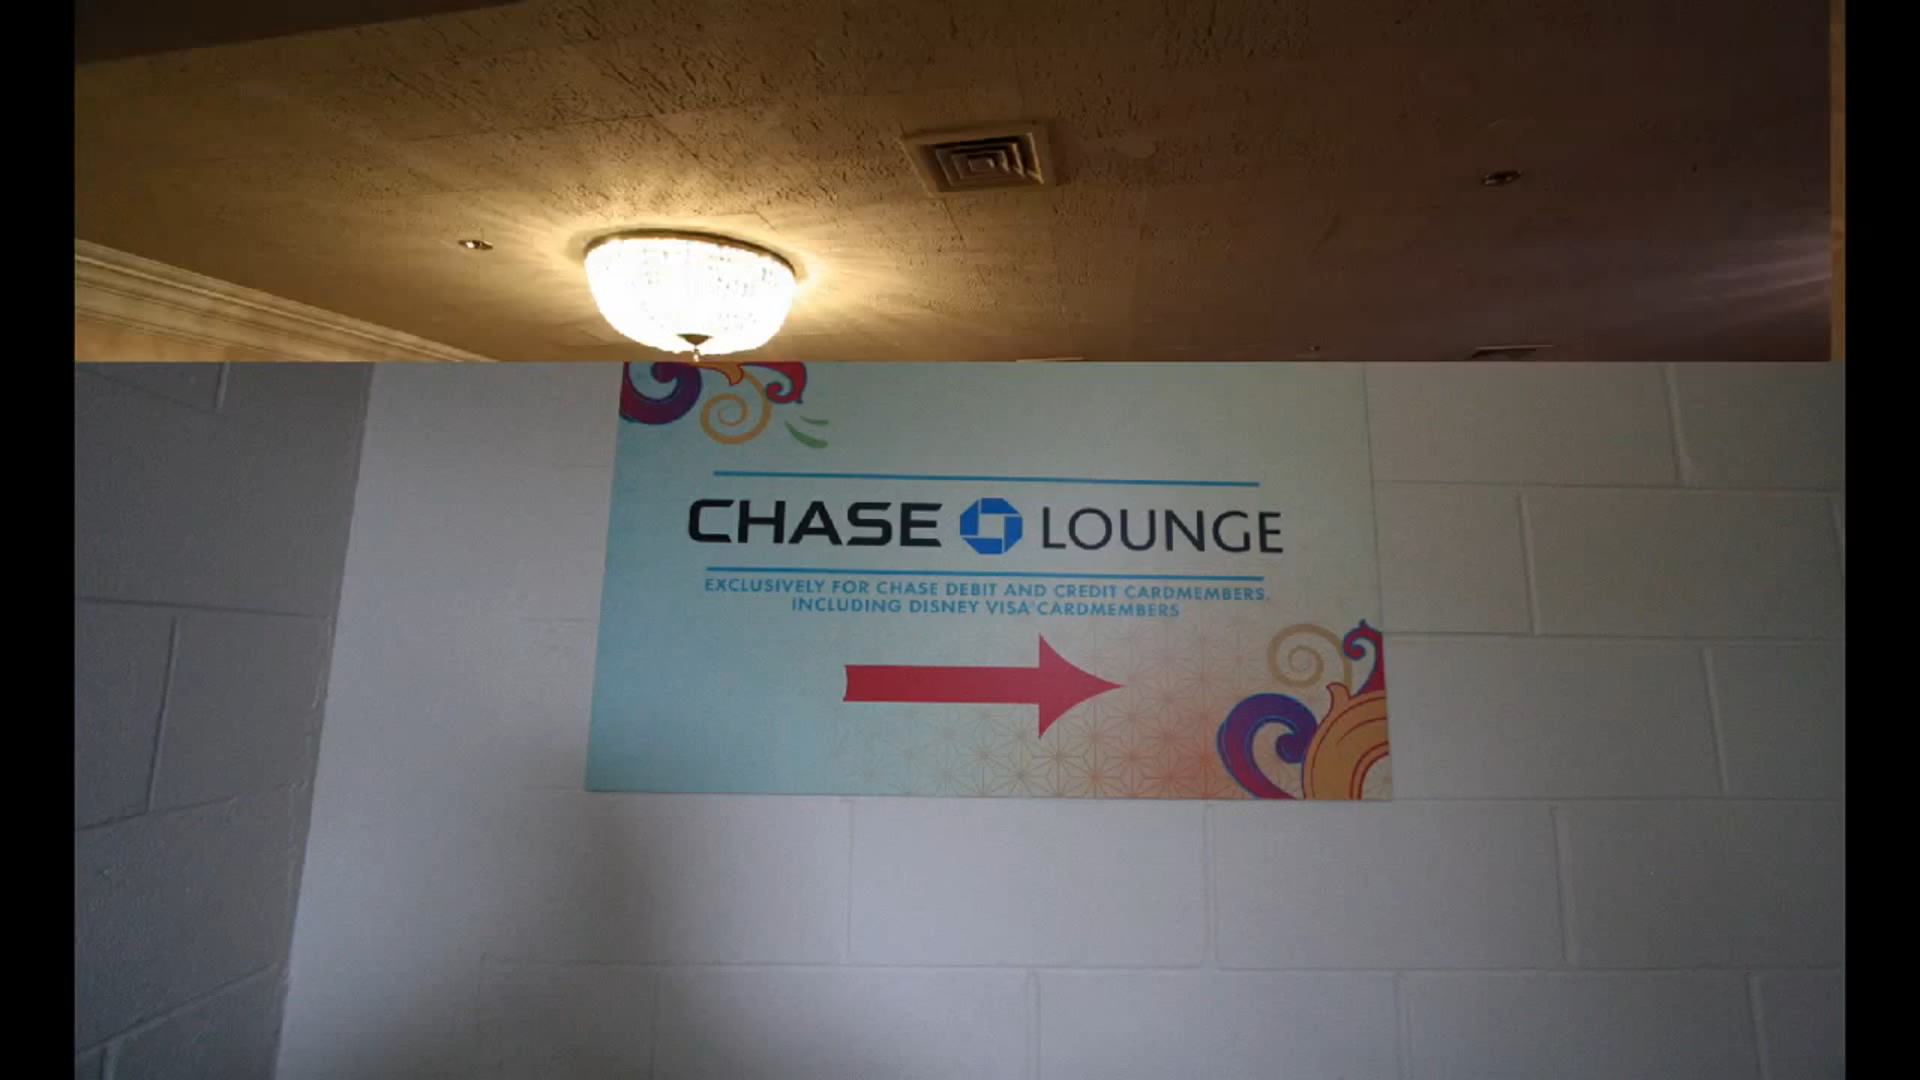 CHASE LOUNGE
EXCLUSIVELY FOR CHASE DEBIT AND CREDIT CARDMEMBERS,
INCLUDING DISNEY VISA CARDMEMBERS